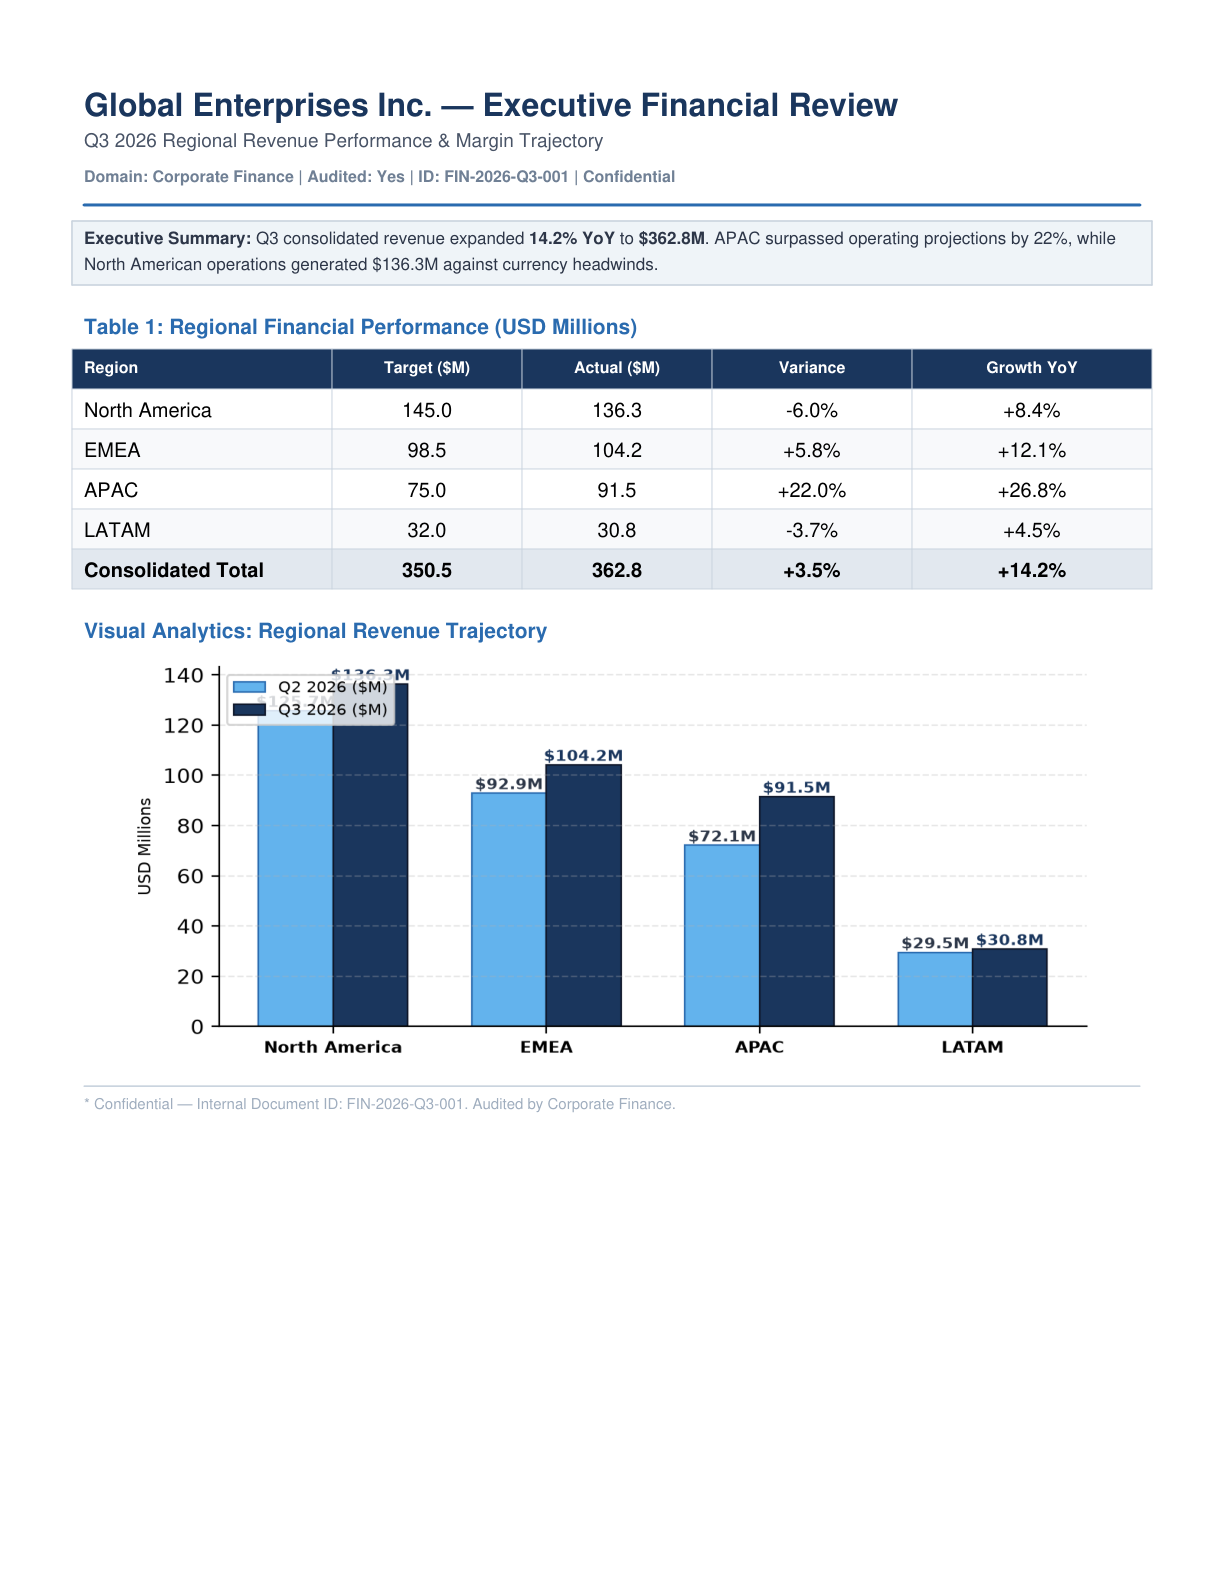 Global Enterprises Inc. — Executive Financial Review
Q3 2026 Regional Revenue Performance & Margin Trajectory
Domain: Corporate Finance | Audited: Yes | ID: FIN-2026-Q3-001 | Confidential
Executive Summary: Q3 consolidated revenue expanded 14.2% YoY to $362.8M. APAC surpassed operating projections by 22%, while
North American operations generated $136.3M against currency headwinds.
Table 1: Regional Financial Performance (USD Millions)
Region Target ($M) Actual ($M) Variance Growth YoY
North America 145.0 136.3 -6.0% +8.4%
EMEA 98.5 104.2 +5.8% +12.1%
APAC 75.0 91.5 +22.0% +26.8%
LATAM 32.0 30.8 -3.7% +4.5%
Consolidated Total 350.5 362.8 +3.5% +14.2%
Visual Analytics: Regional Revenue Trajectory
USD Millions
140
120
100
80
60
40
20
0
Q2 2026 ($M)
Q3 2026 ($M)
$125.7M $136.3M
$92.9M $104.2M
$72.1M $91.5M
$29.5M $30.8M
North America EMEA APAC LATAM
* Confidential — Internal Document ID: FIN-2026-Q3-001. Audited by Corporate Finance.